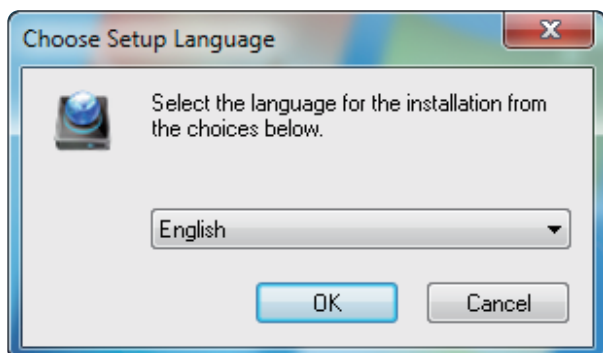 Choose Setup Language
Select the language for the installation from
the choices below.
English
OK
Cancel